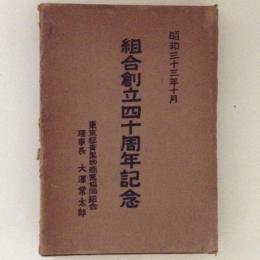 昭和三十三年十月
組合創立四十周年記念
東京都青果物商業協同組合
理事長 大澤常太郎